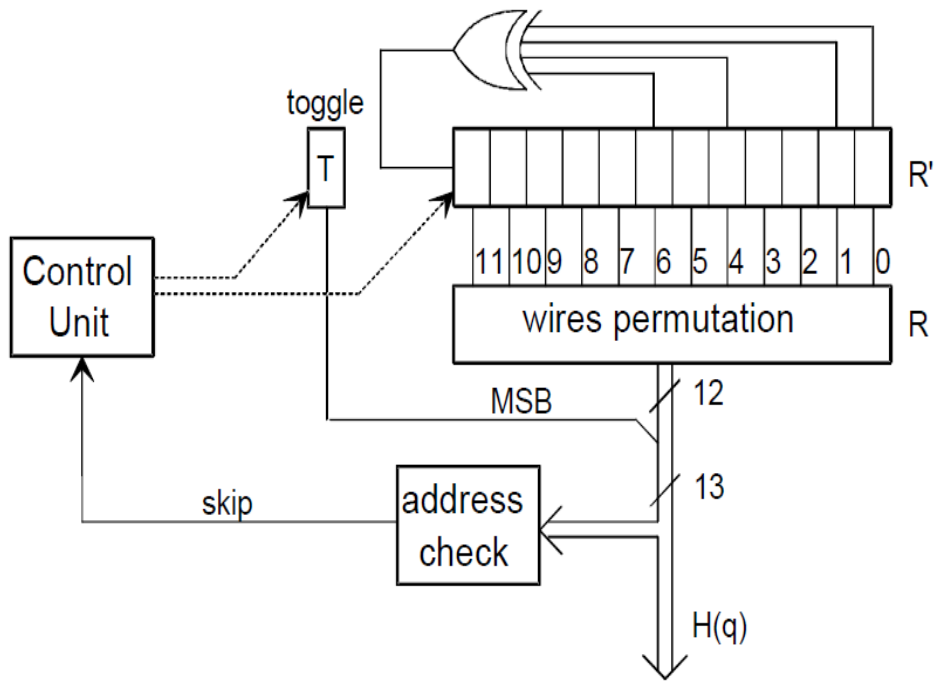 toggle
T
R'
11 10 9 8 7 6 5 4 3 2 1 0
Control
Unit
wires permutation
R
12
MSB
13
skip
address
check
H(q)